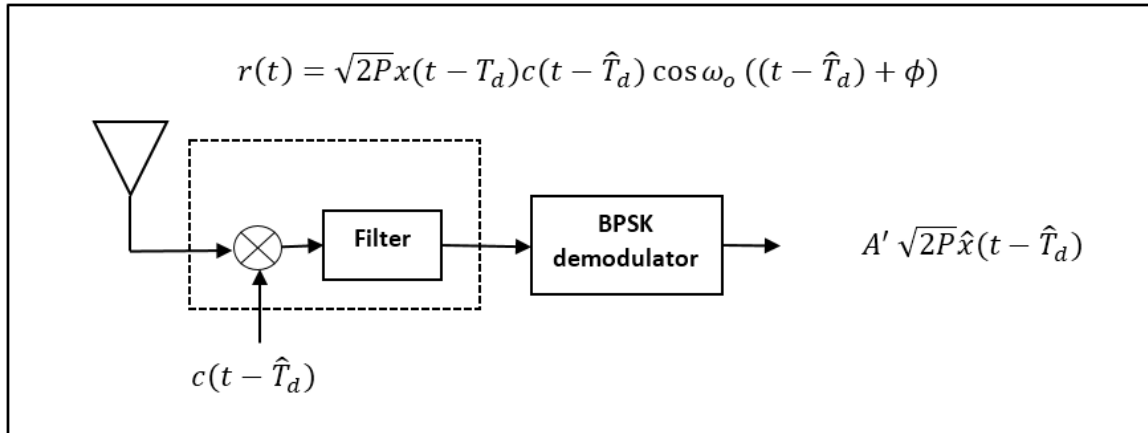 r(t) = √2P x(t − T_d)c(t − T̂_d) cos ω_o ((t − T̂_d) + ϕ)
Filter
BPSK
demodulator
A′ √2P x̂(t − T̂_d)
c(t − T̂_d)